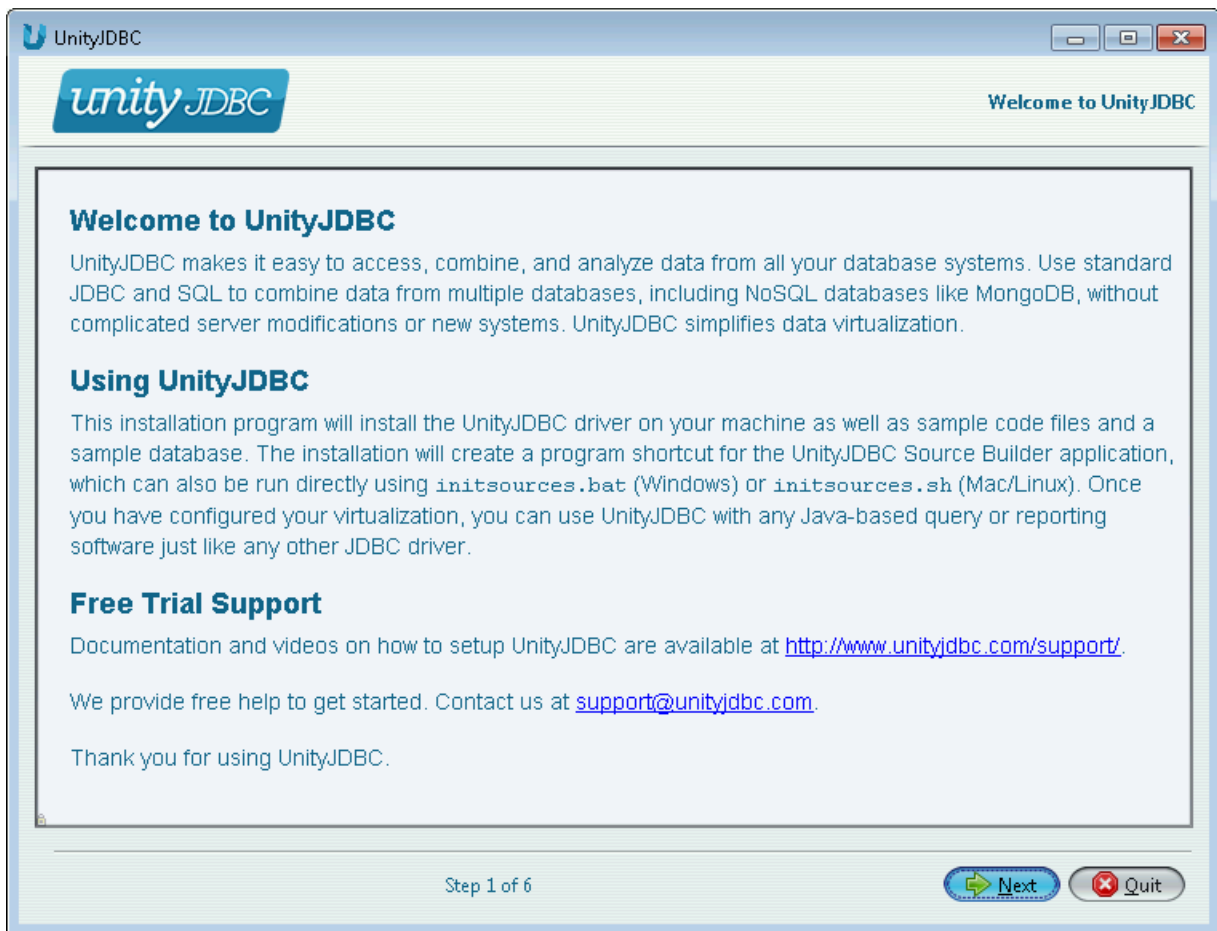 UnityJDBC
unity JDBC
Welcome to UnityJDBC
Welcome to UnityJDBC
UnityJDBC makes it easy to access, combine, and analyze data from all your database systems. Use standard
JDBC and SQL to combine data from multiple databases, including NoSQL databases like MongoDB, without
complicated server modifications or new systems. UnityJDBC simplifies data virtualization.
Using UnityJDBC
This installation program will install the UnityJDBC driver on your machine as well as sample code files and a
sample database. The installation will create a program shortcut for the UnityJDBC Source Builder application,
which can also be run directly using initsources.bat (Windows) or initsources.sh (Mac/Linux). Once
you have configured your virtualization, you can use UnityJDBC with any Java-based query or reporting
software just like any other JDBC driver.
Free Trial Support
Documentation and videos on how to setup UnityJDBC are available at http://www.unityjdbc.com/support/.
We provide free help to get started. Contact us at support@unityjdbc.com.
Thank you for using UnityJDBC.
Step 1 of 6
Next
Quit